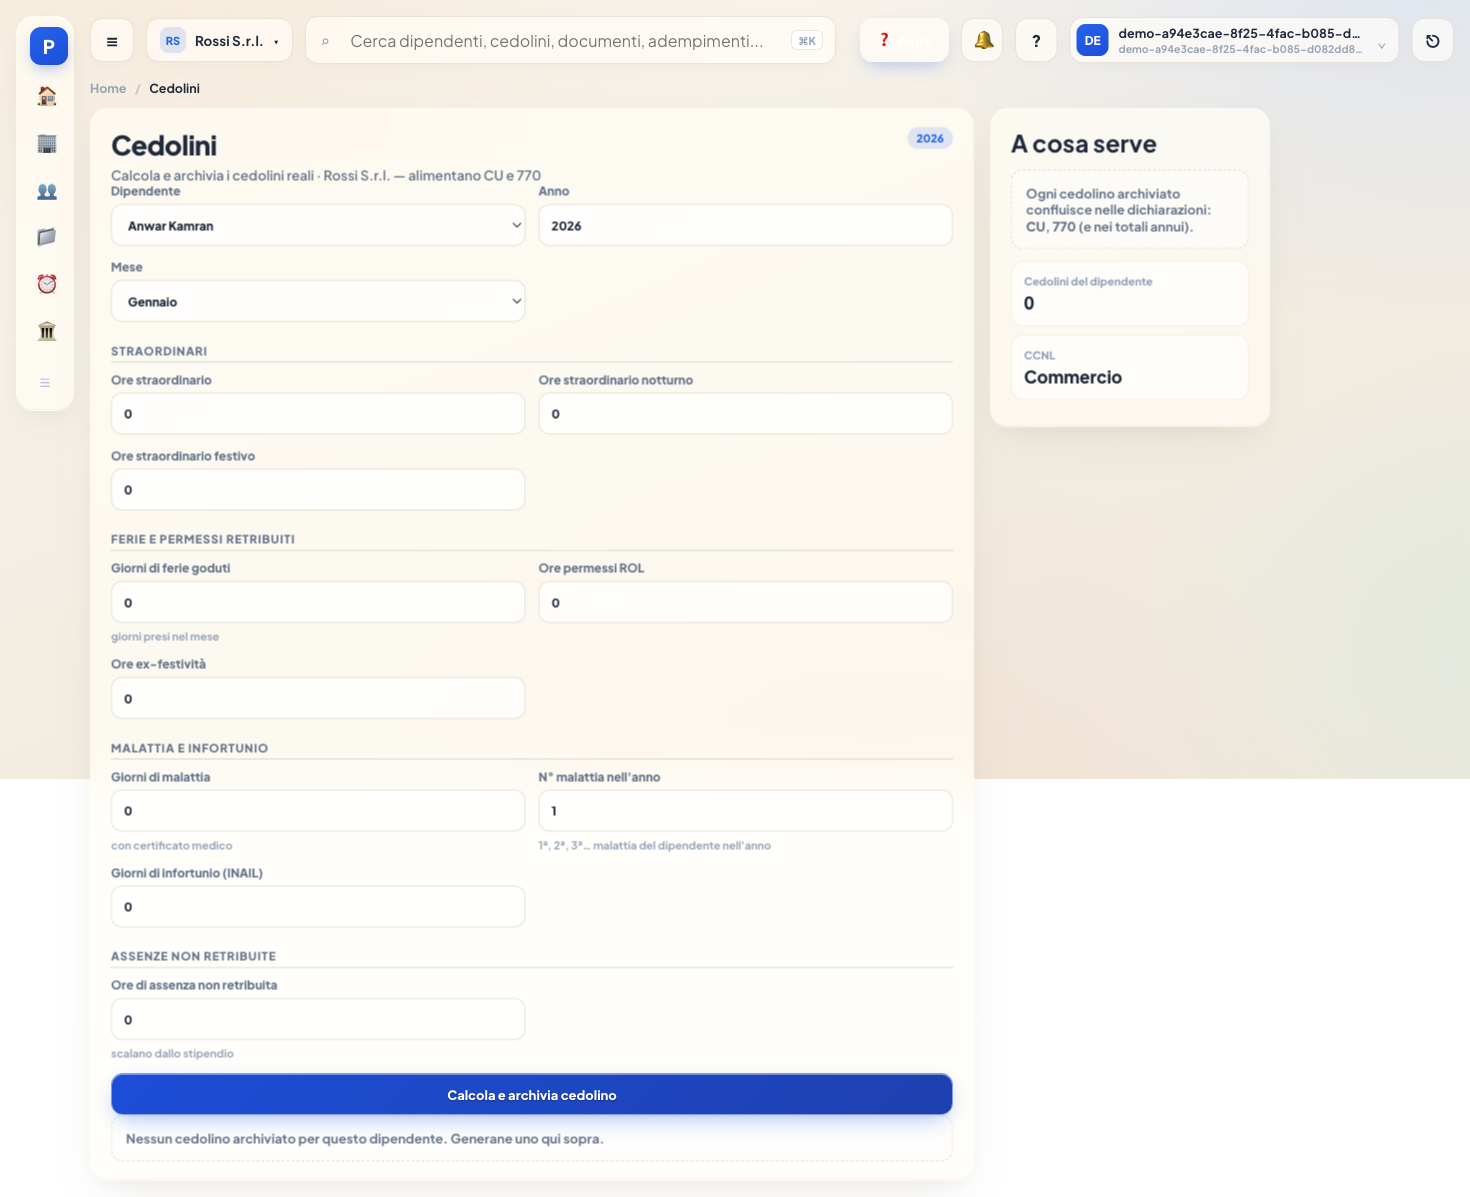 P
≡
RS Rossi S.r.l.
Cerca dipendenti, cedolini, documenti, adempimenti... ⌘K
?
DE demo-a94e3cae-8f25-4fac-b085-d...
demo-a94e3cae-8f25-4fac-b085-d082dd8...
Home / Cedolini
Cedolini
2026
Calcola e archivia i cedolini reali · Rossi S.r.l. — alimentano CU e 770
Dipendente
Anno
Anwar Kamran
2026
Mese
Gennaio
STRAORDINARI
Ore straordinario
Ore straordinario notturno
0
0
Ore straordinario festivo
0
FERIE E PERMESSI RETRIBUITI
Giorni di ferie goduti
Ore permessi ROL
0
0
giorni presi nel mese
Ore ex-festività
0
MALATTIA E INFORTUNIO
Giorni di malattia
N° malattia nell'anno
0
1
con certificato medico
1ª, 2ª, 3ª... malattia del dipendente nell'anno
Giorni di infortunio (INAIL)
0
ASSENZE NON RETRIBUITE
Ore di assenza non retribuita
0
scalano dallo stipendio
Calcola e archivia cedolino
Nessun cedolino archiviato per questo dipendente. Generane uno qui sopra.
A cosa serve
Ogni cedolino archiviato
confluisce nelle dichiarazioni:
CU, 770 (e nei totali annui).
Cedolini del dipendente
0
CCNL
Commercio